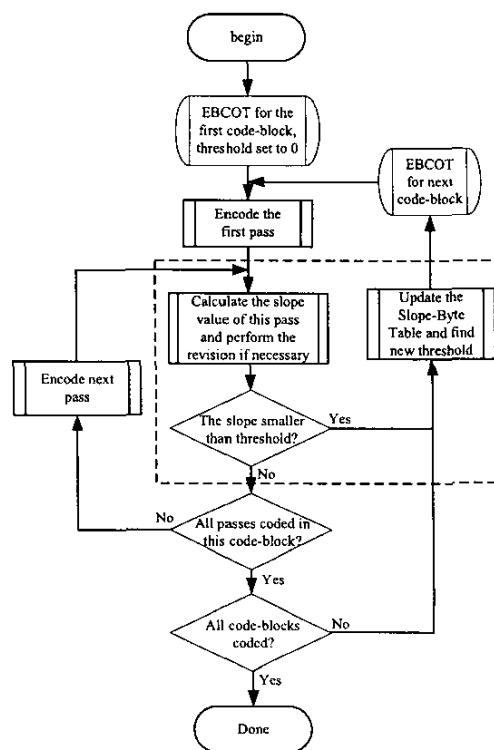 begin
EBCOT for the
first code-block,
threshold set to 0
EBCOT
for next
code-block
Encode the
first pass
Calculate the slope
value of this pass
and perform the
revision if necessary
Update the
Slope-Byte
Table and find
new threshold
Encode next
pass
The slope smaller
than threshold?
Yes
No
All passes coded in
this code-block?
No
Yes
All code-blocks
coded?
No
Yes
Done